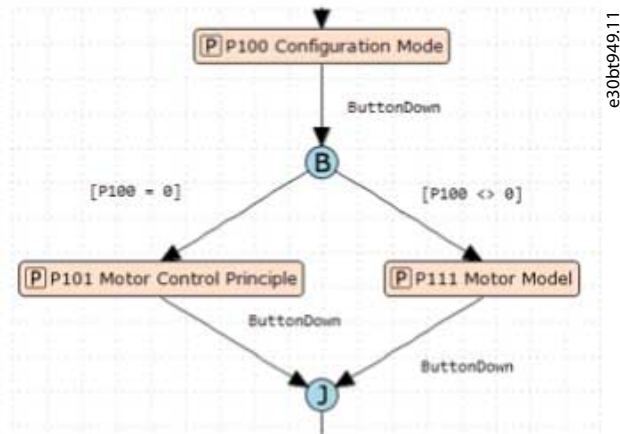 P P100 Configuration Mode
ButtonDown
B
[P100 = 0]
[P100 <> 0]
P P101 Motor Control Principle
P P111 Motor Model
ButtonDown
ButtonDown
J
e30bt949.11